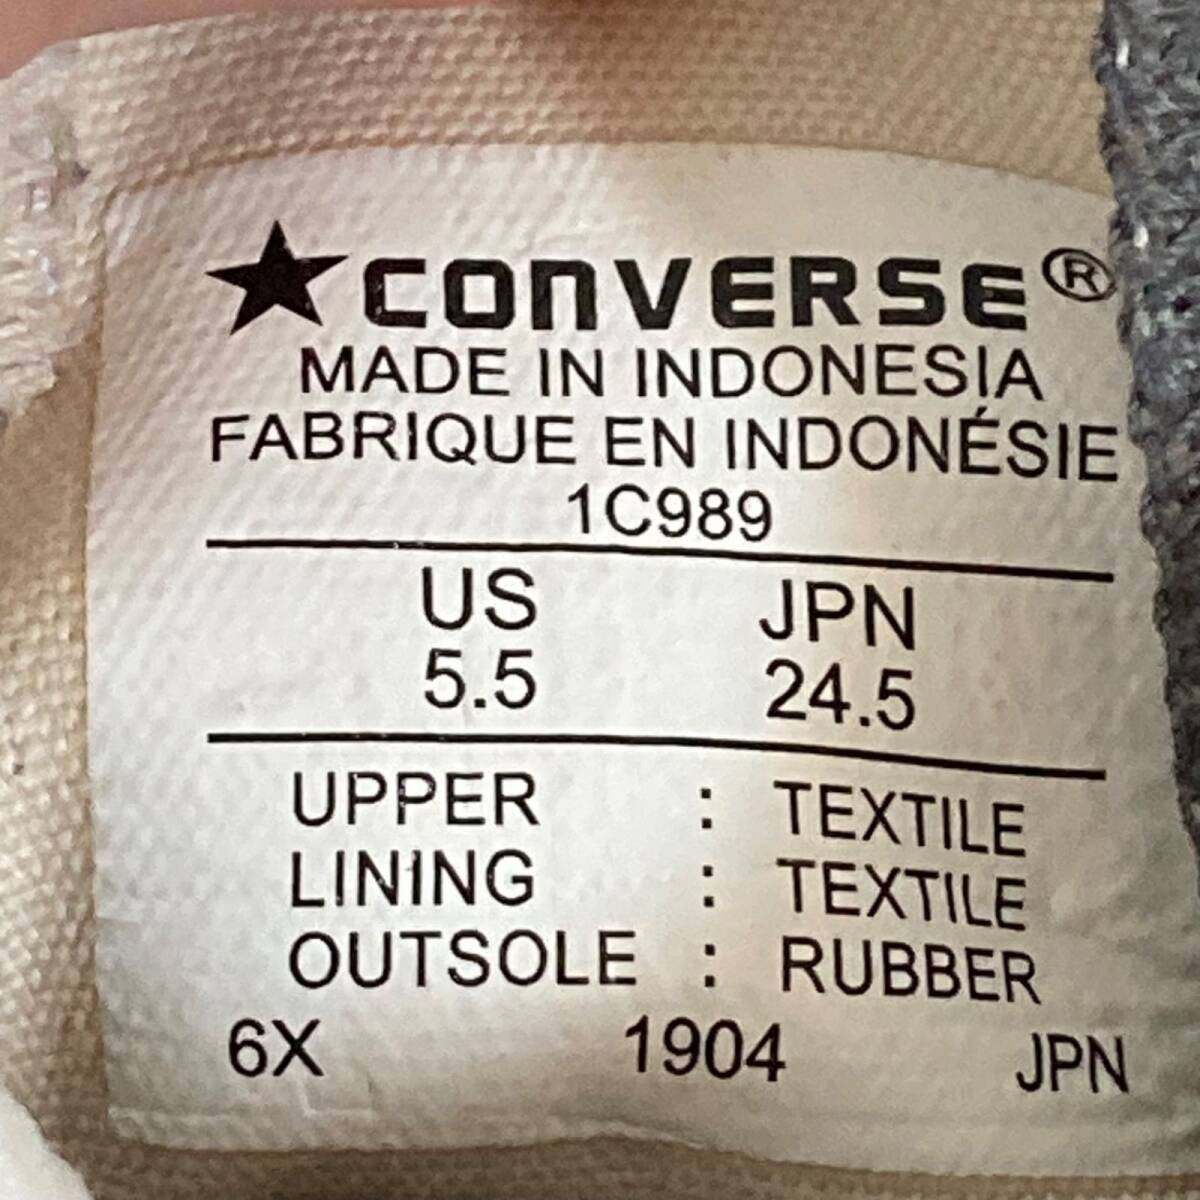 ★CONVERSE®
MADE IN INDONESIA
FABRIQUE EN INDONÉSIE
1C989
US JPN
5.5 24.5
UPPER : TEXTILE
LINING : TEXTILE
OUTSOLE : RUBBER
6X 1904 JPN